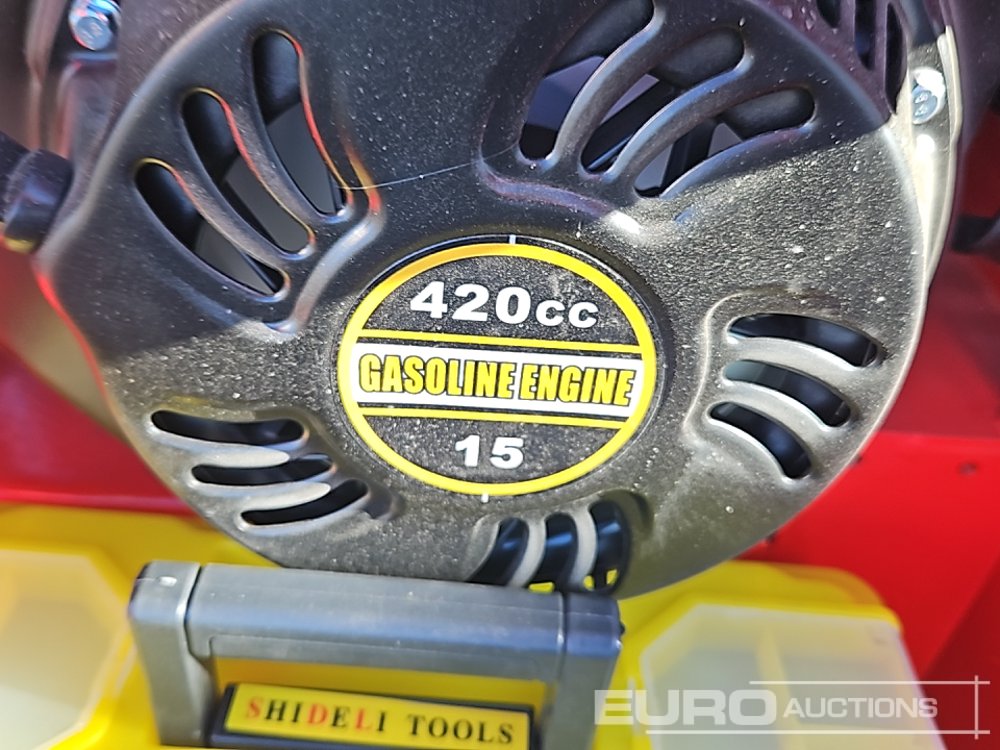 420cc
GASOLINE ENGINE
15
SHIDELI TOOLS
EURO AUCTIONS